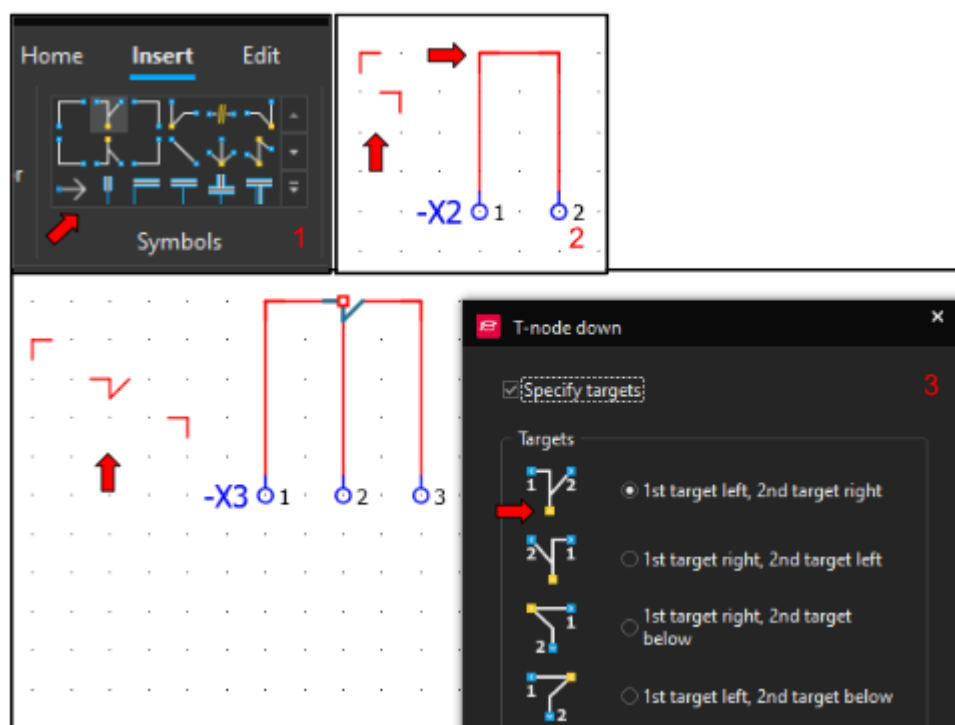 Home Insert Edit
r
Symbols 1
-X2 1 2
2
-X3 1 2 3
T-node down
×
Specify targets 3
Targets
1 2 1st target left, 2nd target right
2 1 1st target right, 2nd target left
1 1st target right, 2nd target
2 below
1 1st target left, 2nd target below
2